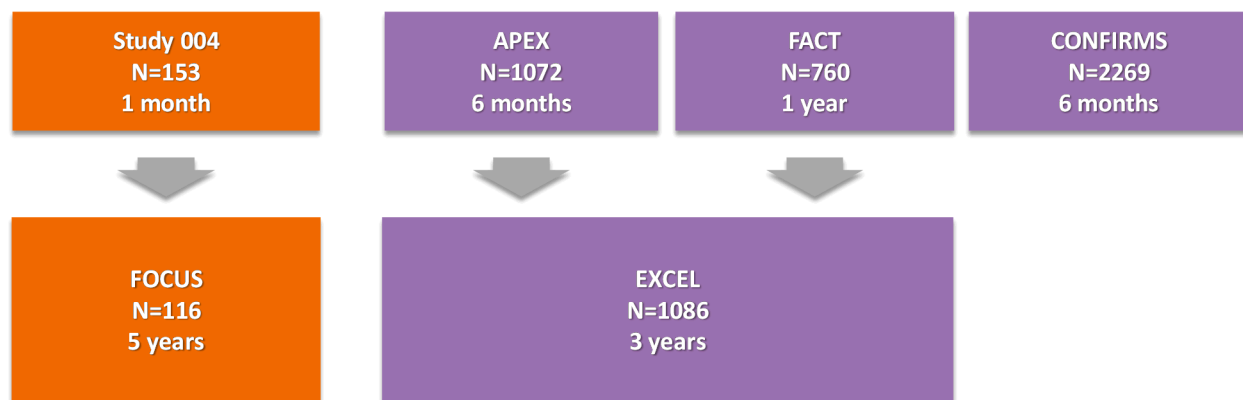 Study 004
N=153
1 month
APEX
N=1072
6 months
FACT
N=760
1 year
CONFIRMS
N=2269
6 months
FOCUS
N=116
5 years
EXCEL
N=1086
3 years